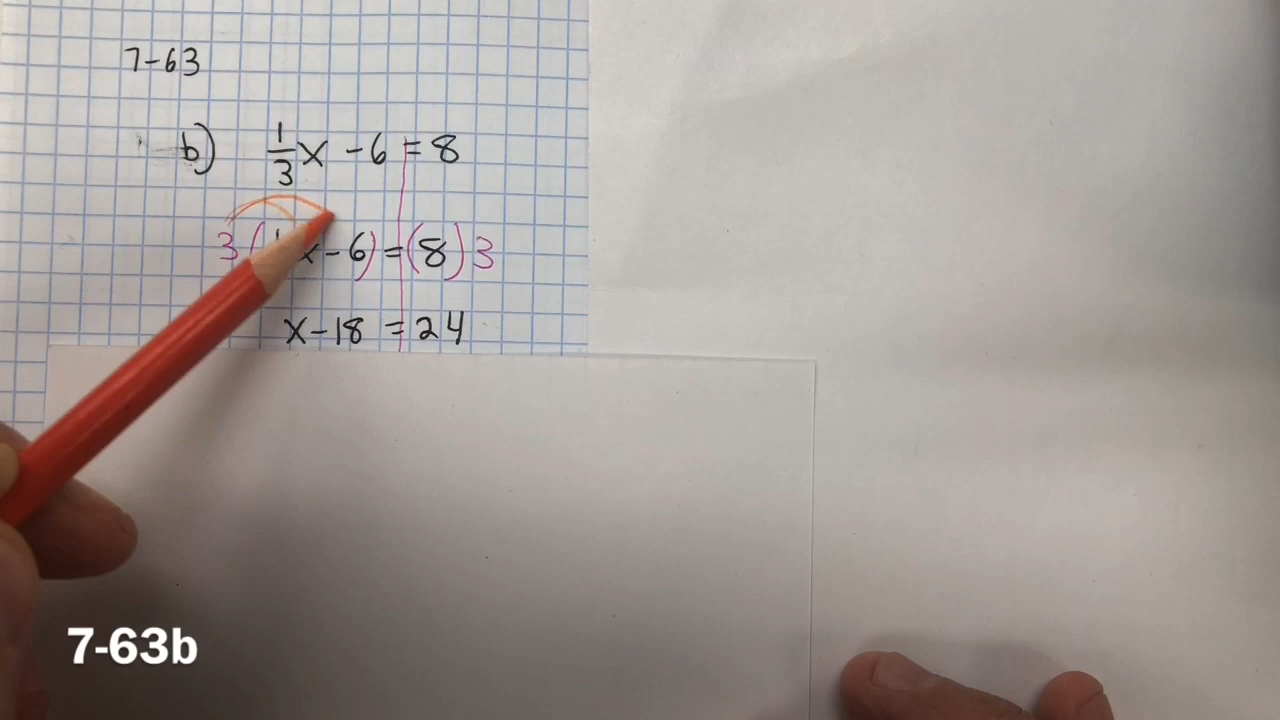 7-63
b) 1/3 x - 6 = 8
3( x - 6) = (8)3
x - 18 = 24
7-63b